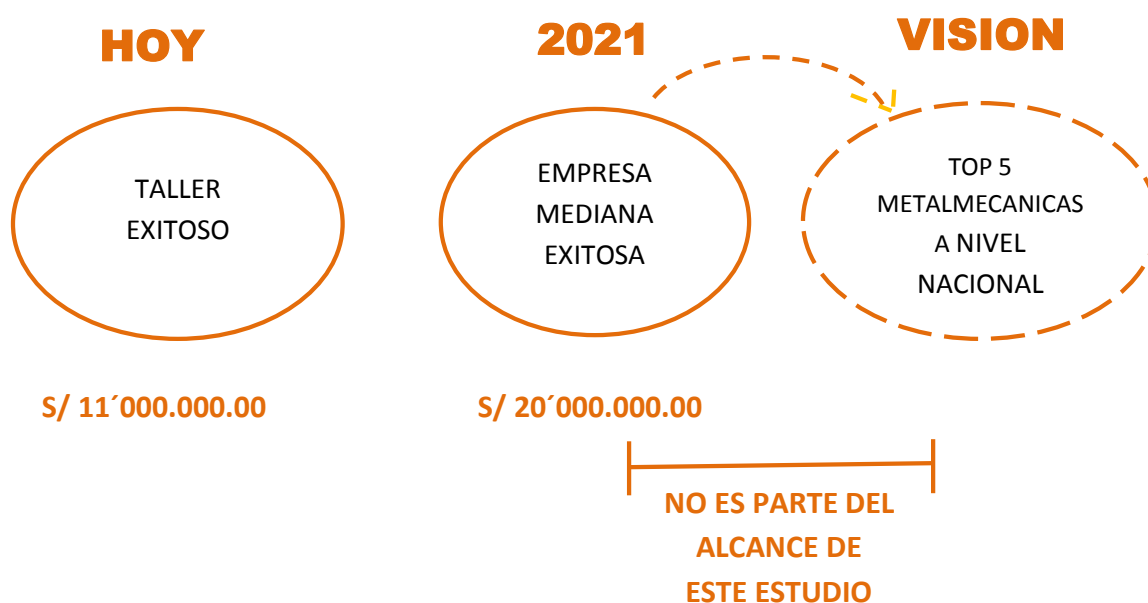 HOY
2021
VISION
TALLER
EXITOSO
EMPRESA
MEDIANA
EXITOSA
TOP 5
METALMECANICAS
A NIVEL
NACIONAL
S/ 11´000.000.00
S/ 20´000.000.00
NO ES PARTE DEL
ALCANCE DE
ESTE ESTUDIO